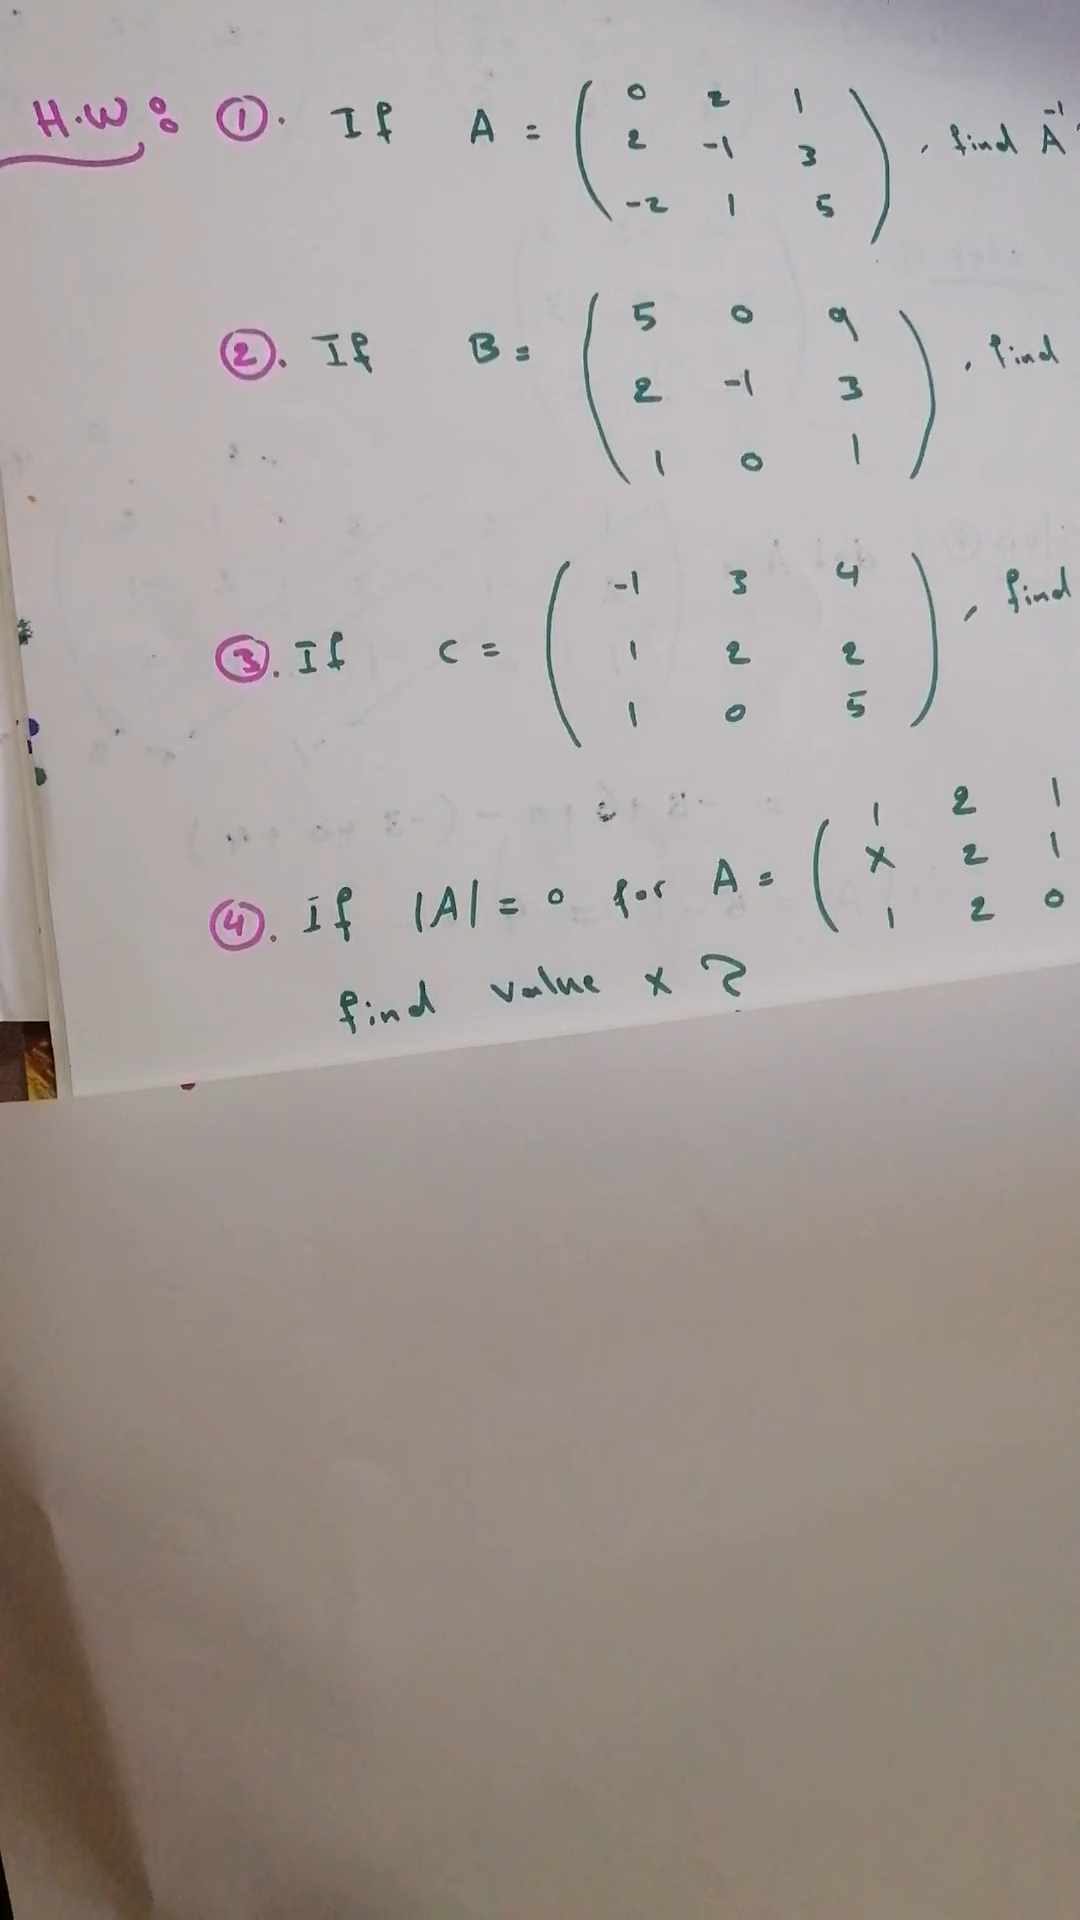 H.W: ①. If A = ( 0 2 1 , find A⁻¹
2 -1 3
-2 1 5 )
②. If B = ( 5 0 9 , find
2 -1 3
1 0 1 )
③. If C = ( -1 3 4 , find
1 2 2
1 0 5 )
④. If |A| = 0 for A = ( 1 2 1
x 2 1
1 2 0
find value x ?